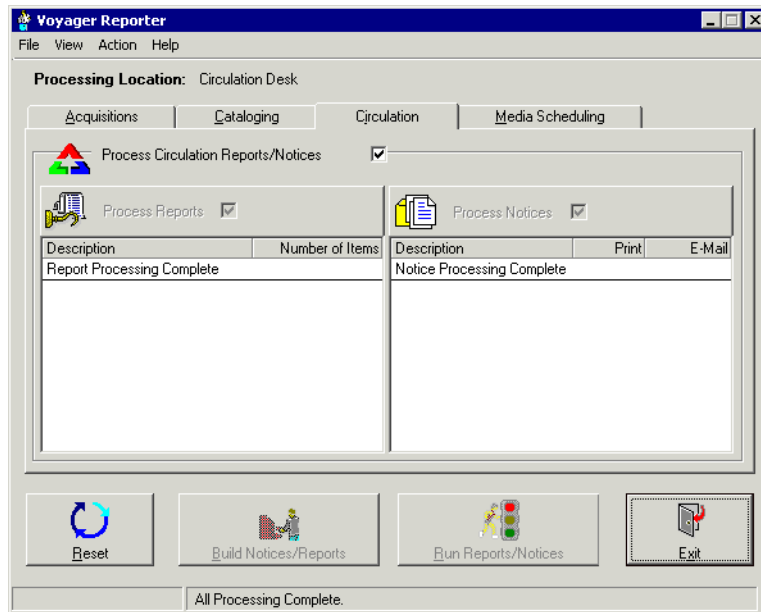 Voyager Reporter
File View Action Help
Processing Location: Circulation Desk
Acquisitions Cataloging Circulation Media Scheduling
Process Circulation Reports/Notices
Process Reports Process Notices
Description Number of Items Description Print E-Mail
Report Processing Complete Notice Processing Complete
Reset Build Notices/Reports Run Reports/Notices Exit
All Processing Complete.